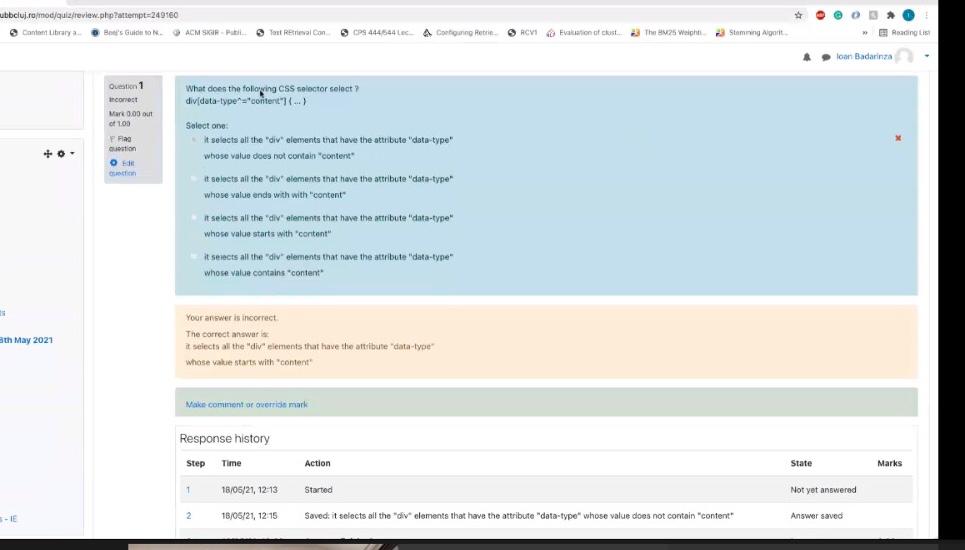 ubbcluj.ro/mod/quiz/review.php?attempt=249160
Content Library a...
Beej's Guide to N...
ACM SIGIR - Publi...
Text REtrieval Con...
CPS 444/544 Lec...
Configuring Retrie...
RCV1
Evaluation of clust...
The BM25 Weighti...
Stemming Algorit...
»
Reading List
Ioan Badarinza
Question 1
Incorrect
Mark 0.00 out
of 1.00
Flag
question
Edit
question
What does the following CSS selector select ?
div[data-type^="content"] { ... }
Select one:
it selects all the "div" elements that have the attribute "data-type"
whose value does not contain "content"
it selects all the "div" elements that have the attribute "data-type"
whose value ends with with "content"
it selects all the "div" elements that have the attribute "data-type"
whose value starts with "content"
it selects all the "div" elements that have the attribute "data-type"
whose value contains "content"
ts
8th May 2021
s - IE
Your answer is incorrect.
The correct answer is:
it selects all the "div" elements that have the attribute "data-type"
whose value starts with "content"
Make comment or override mark
Response history
Step Time Action State Marks
1 18/05/21, 12:13 Started Not yet answered
2 18/05/21, 12:15 Saved: it selects all the "div" elements that have the attribute "data-type" whose value does not contain "content" Answer saved